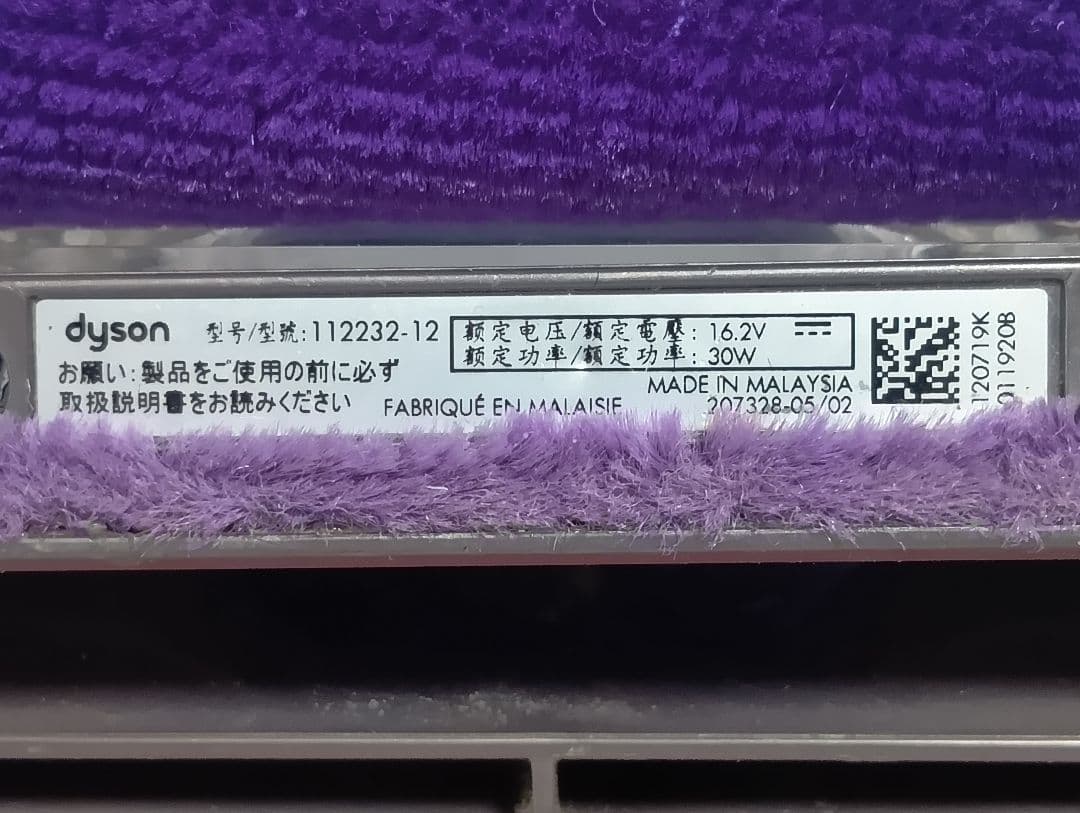 dyson
型号/型號:112232-12
额定电压/額定電壓: 16.2V
额定功率/額定功率: 30W
お願い:製品をご使用の前に必ず
取扱説明書をお読みください
MADE IN MALAYSIA
FABRIQUÉ EN MALAISIE
207328-05/02
120719K
011920B